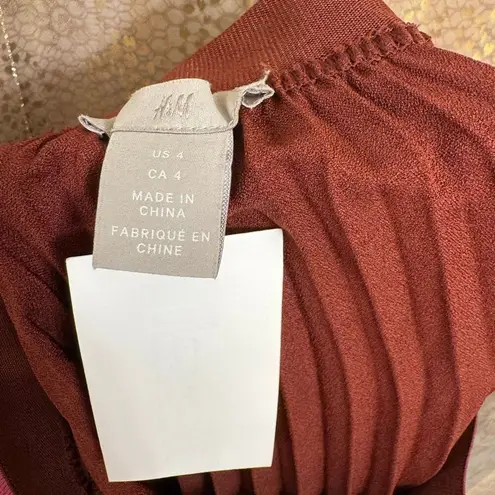 H&M
US 4
CA 4
MADE IN
CHINA
FABRIQUÉ EN
CHINE